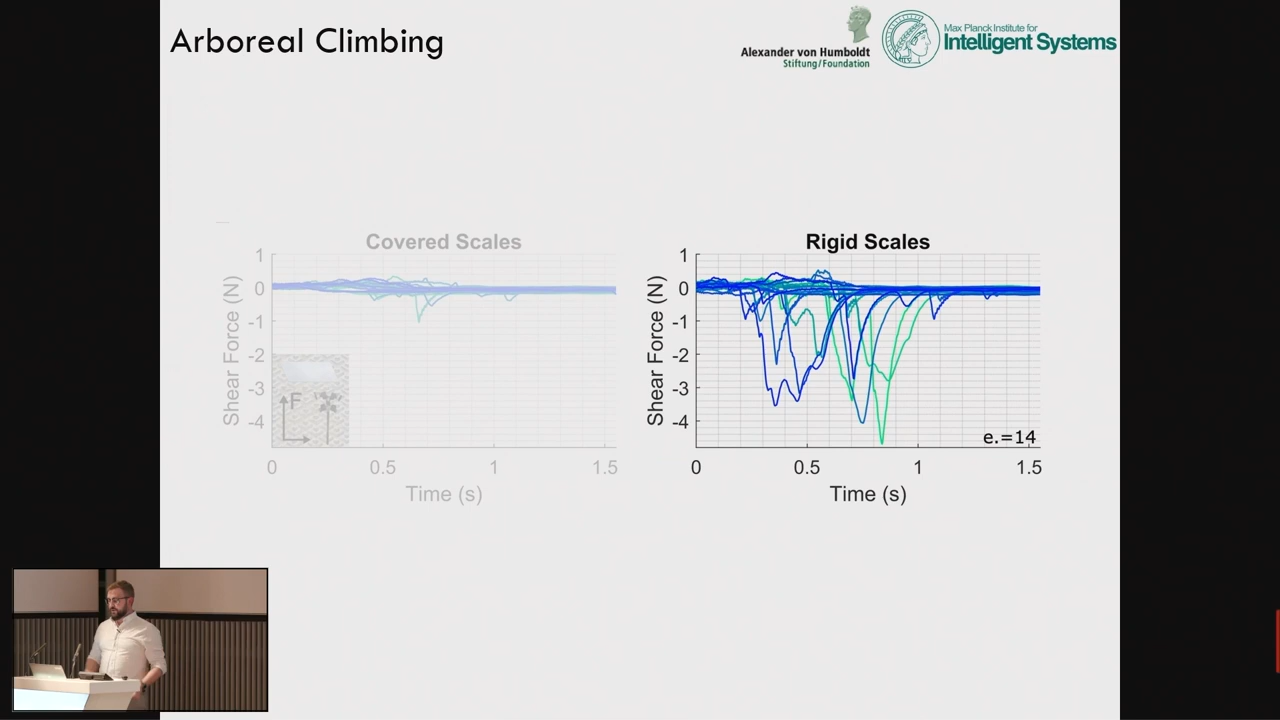 Arboreal Climbing
Alexander von Humboldt
Stiftung/Foundation
Max Planck Institute for
Intelligent Systems
Covered Scales
Shear Force (N)
1
0
-1
-2
-3
-4
F
0
0.5
1
1.5
Time (s)
Rigid Scales
Shear Force (N)
1
0
-1
-2
-3
-4
e.=14
0
0.5
1
1.5
Time (s)